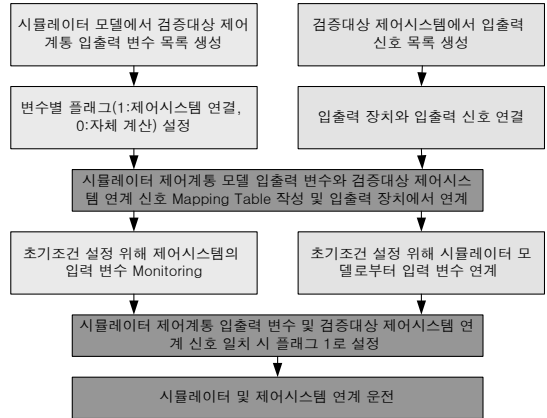 시뮬레이터 모델에서 검증대상 제어
계통 입출력 변수 목록 생성
검증대상 제어시스템에서 입출력
신호 목록 생성
변수별 플래그(1:제어시스템 연결,
0:자체 계산) 설정
입출력 장치와 입출력 신호 연결
시뮬레이터 제어계통 모델 입출력 변수와 검증대상 제어시스
템 연계 신호 Mapping Table 작성 및 입출력 장치에서 연계
초기조건 설정 위해 제어시스템의
입력 변수 Monitoring
초기조건 설정 위해 시뮬레이터 모
델로부터 입력 변수 연계
시뮬레이터 제어계통 입출력 변수 및 검증대상 제어시스템 연
계 신호 일치 시 플래그 1로 설정
시뮬레이터 및 제어시스템 연계 운전